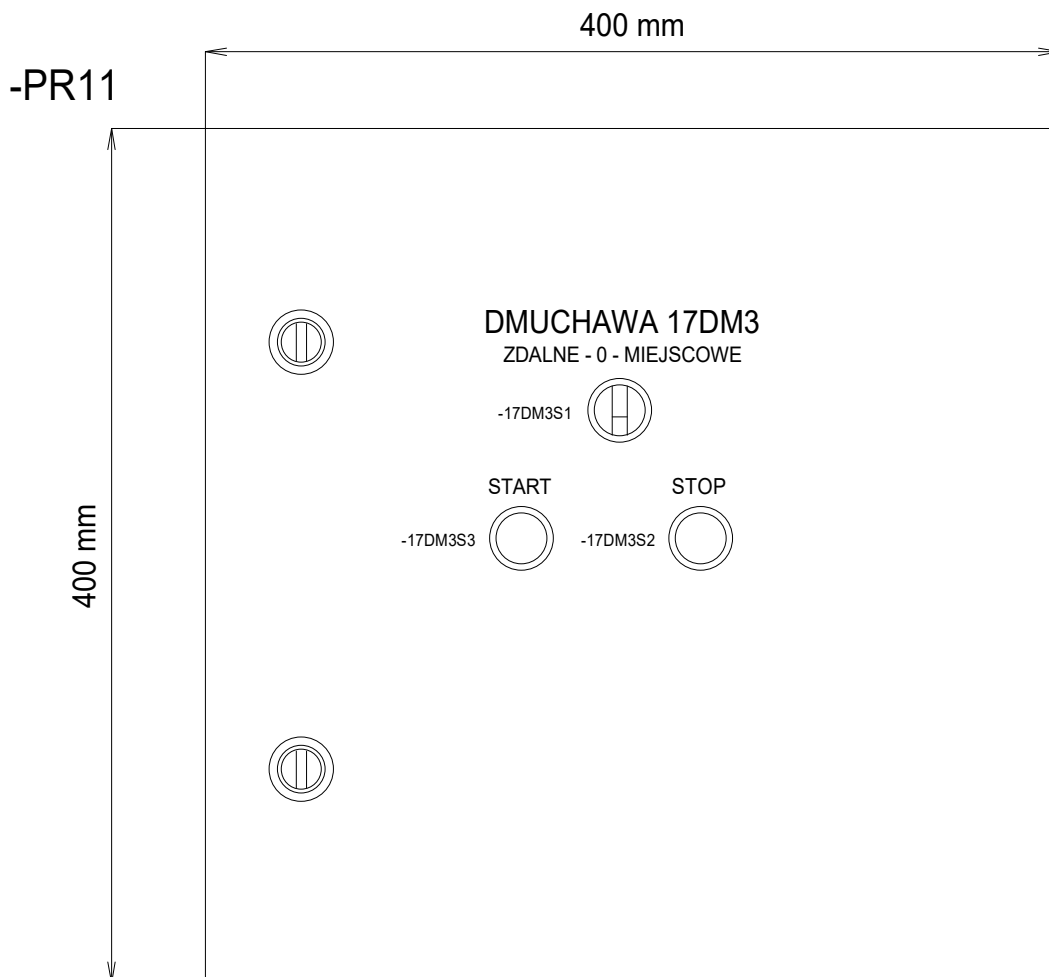 400 mm
-PR11
DMUCHAWA 17DM3
ZDALNE - 0 - MIEJSCOWE
-17DM3S1
START
STOP
-17DM3S3
-17DM3S2
400 mm